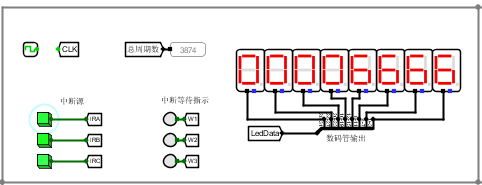 CLK
总周期数 3874
00006666
中断源
中断等待指示
IRA
W1
LedData
数码管输出
IRB
W2
IRC
W3